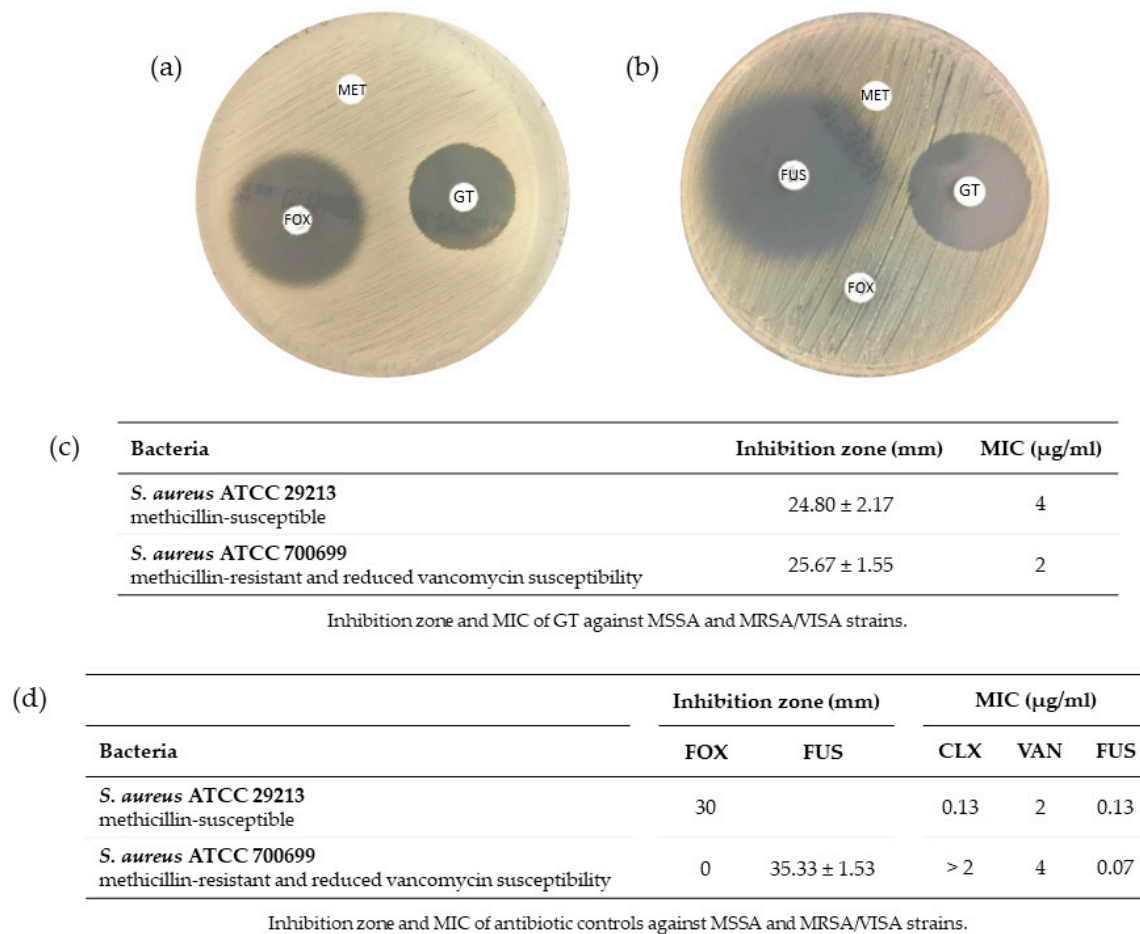 (a)
MET
FOX
GT
(b)
MET
FUS
GT
FOX
(c)
Bacteria Inhibition zone (mm) MIC (µg/ml)
S. aureus ATCC 29213
methicillin-susceptible
24.80 ± 2.17 4
S. aureus ATCC 700699
methicillin-resistant and reduced vancomycin susceptibility
25.67 ± 1.55 2
Inhibition zone and MIC of GT against MSSA and MRSA/VISA strains.
(d)
Inhibition zone (mm) MIC (µg/ml)
Bacteria FOX FUS CLX VAN FUS
S. aureus ATCC 29213
methicillin-susceptible
30 0.13 2 0.13
S. aureus ATCC 700699
methicillin-resistant and reduced vancomycin susceptibility
0 35.33 ± 1.53 > 2 4 0.07
Inhibition zone and MIC of antibiotic controls against MSSA and MRSA/VISA strains.